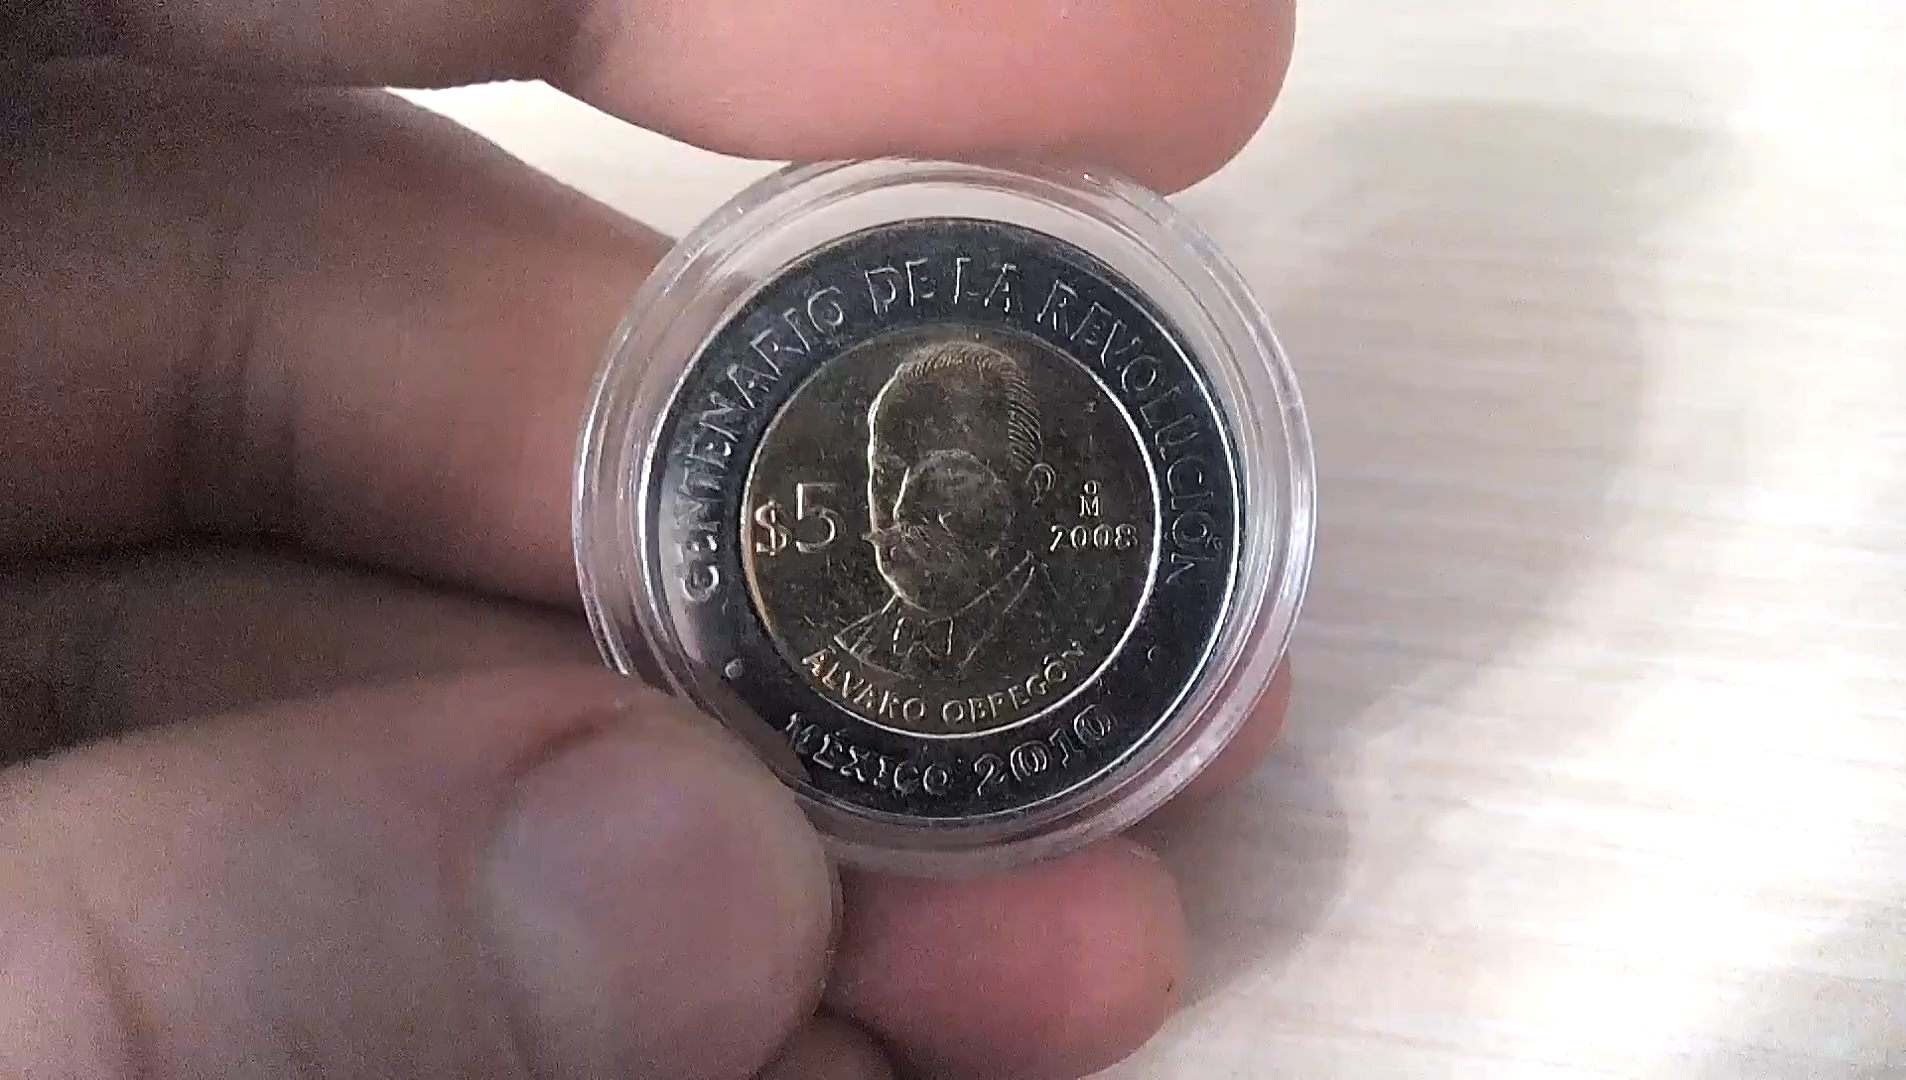 CENTENARIO DE LA REVOLUCIÓN
$5
M°
2008
ÁLVARO OBREGÓN
MÉXICO 2010